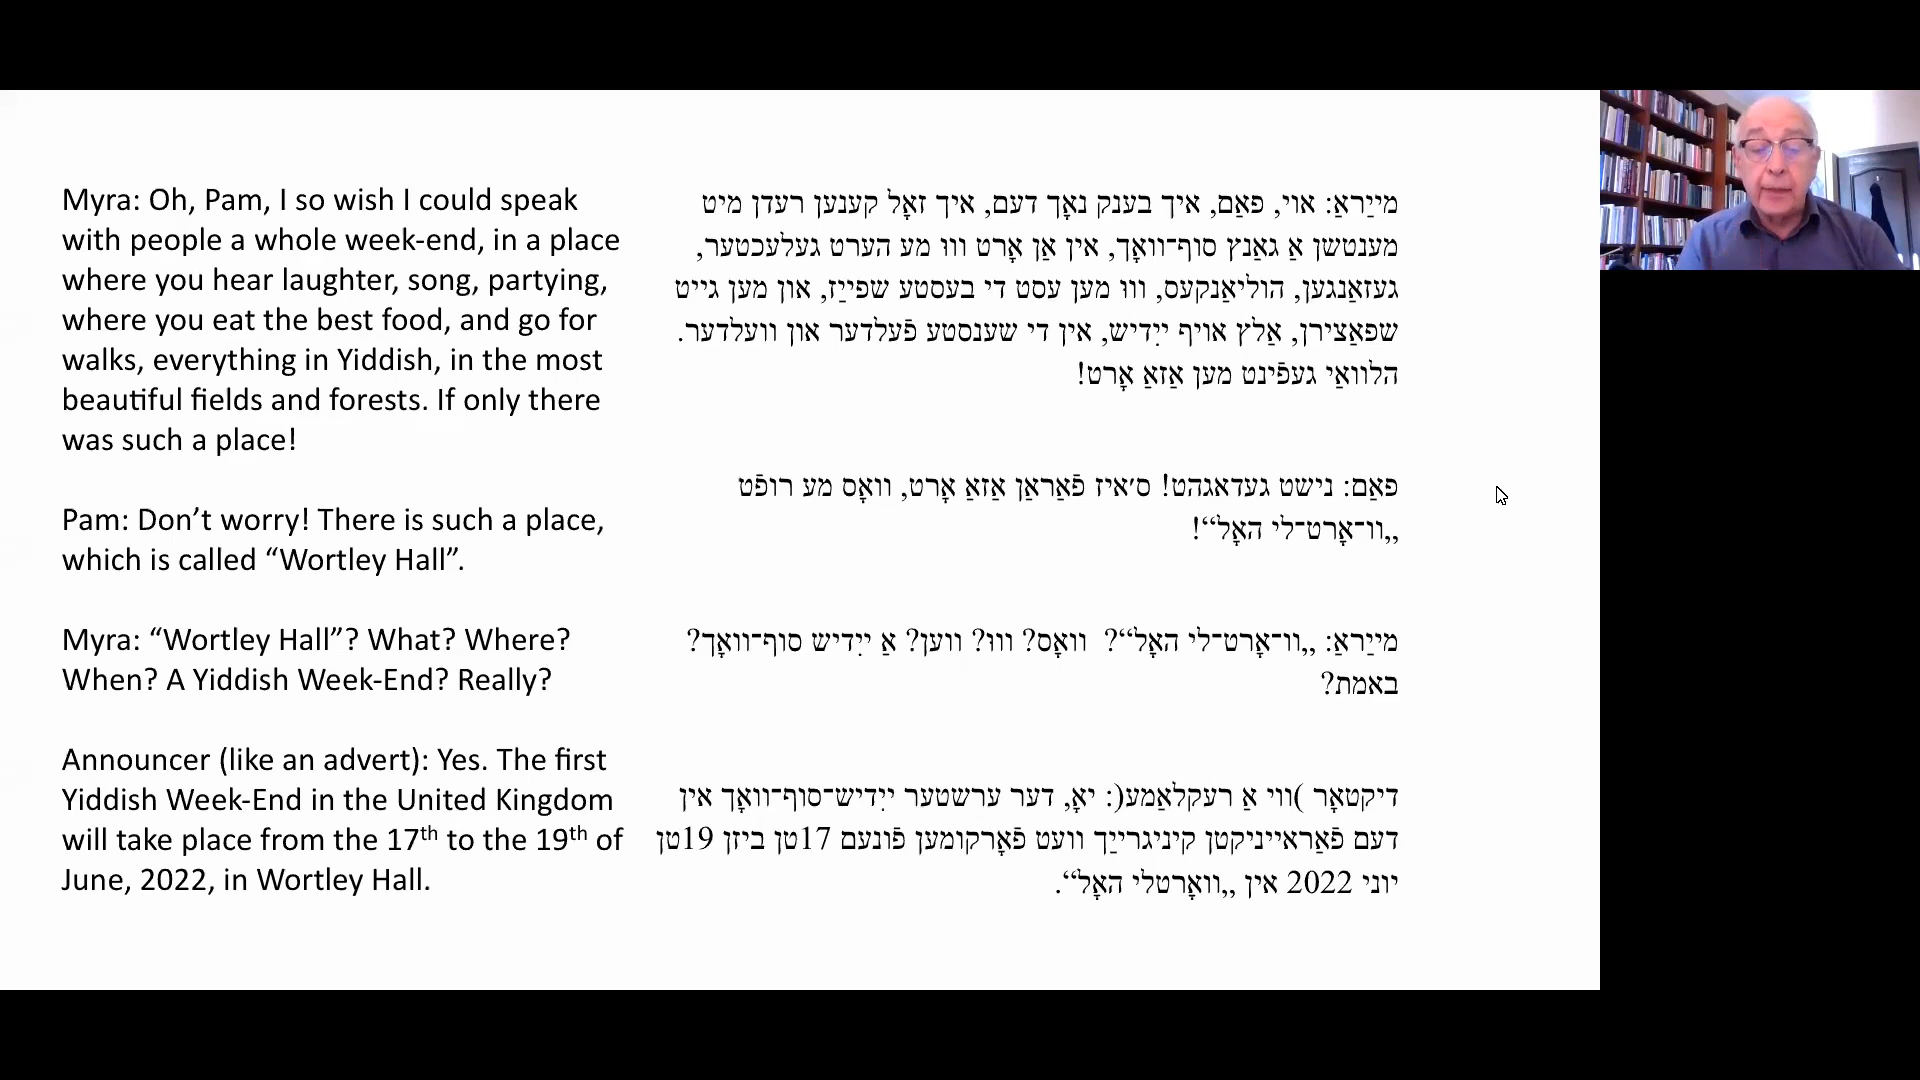 Myra: Oh, Pam, I so wish I could speak
with people a whole week-end, in a place
where you hear laughter, song, partying,
where you eat the best food, and go for
walks, everything in Yiddish, in the most
beautiful fields and forests. If only there
was such a place!
Pam: Don’t worry! There is such a place,
which is called “Wortley Hall”.
Myra: “Wortley Hall”? What? Where?
When? A Yiddish Week-End? Really?
Announcer (like an advert): Yes. The first
Yiddish Week-End in the United Kingdom
will take place from the 17th to the 19th of
June, 2022, in Wortley Hall.
מײַראַ: אוי, פּאַם, איך בענק נאָך דעם, איך זאָל קענען רעדן מיט
מענטשן אַ גאַנץ סוף־וואָך, אין אַן אָרט וווּ מע הערט געלעכטער,
געזאַנגען, הוליאַנקעס, וווּ מען עסט די בעסטע שפּײַז, און מען גייט
שפּאַצירן, אַלץ אויף ייִדיש, אין די שענסטע פֿעלדער און וועלדער.
הלוואַי געפֿינט מען אַזאַ אָרט!
פּאַם: נישט געדאגהט! ס׳איז פֿאַראַן אַזאַ אָרט, וואָס מע רופֿט
„וו־אָרט־לי האָל“!
מײַראַ: „וו־אָרט־לי האָל“? וואָס? וווּ? ווען? אַ ייִדיש סוף־וואָך?
באמת?
דיקטאָר )ווי אַ רעקלאַמע(: יאָ, דער ערשטער ייִדיש־סוף־וואָך אין
דעם פֿאַראייניקטן קיניגרײַך וועט פֿאָרקומען פֿונעם 17טן ביזן 19טן
יוני 2022 אין „וואָרטלי האָל“.